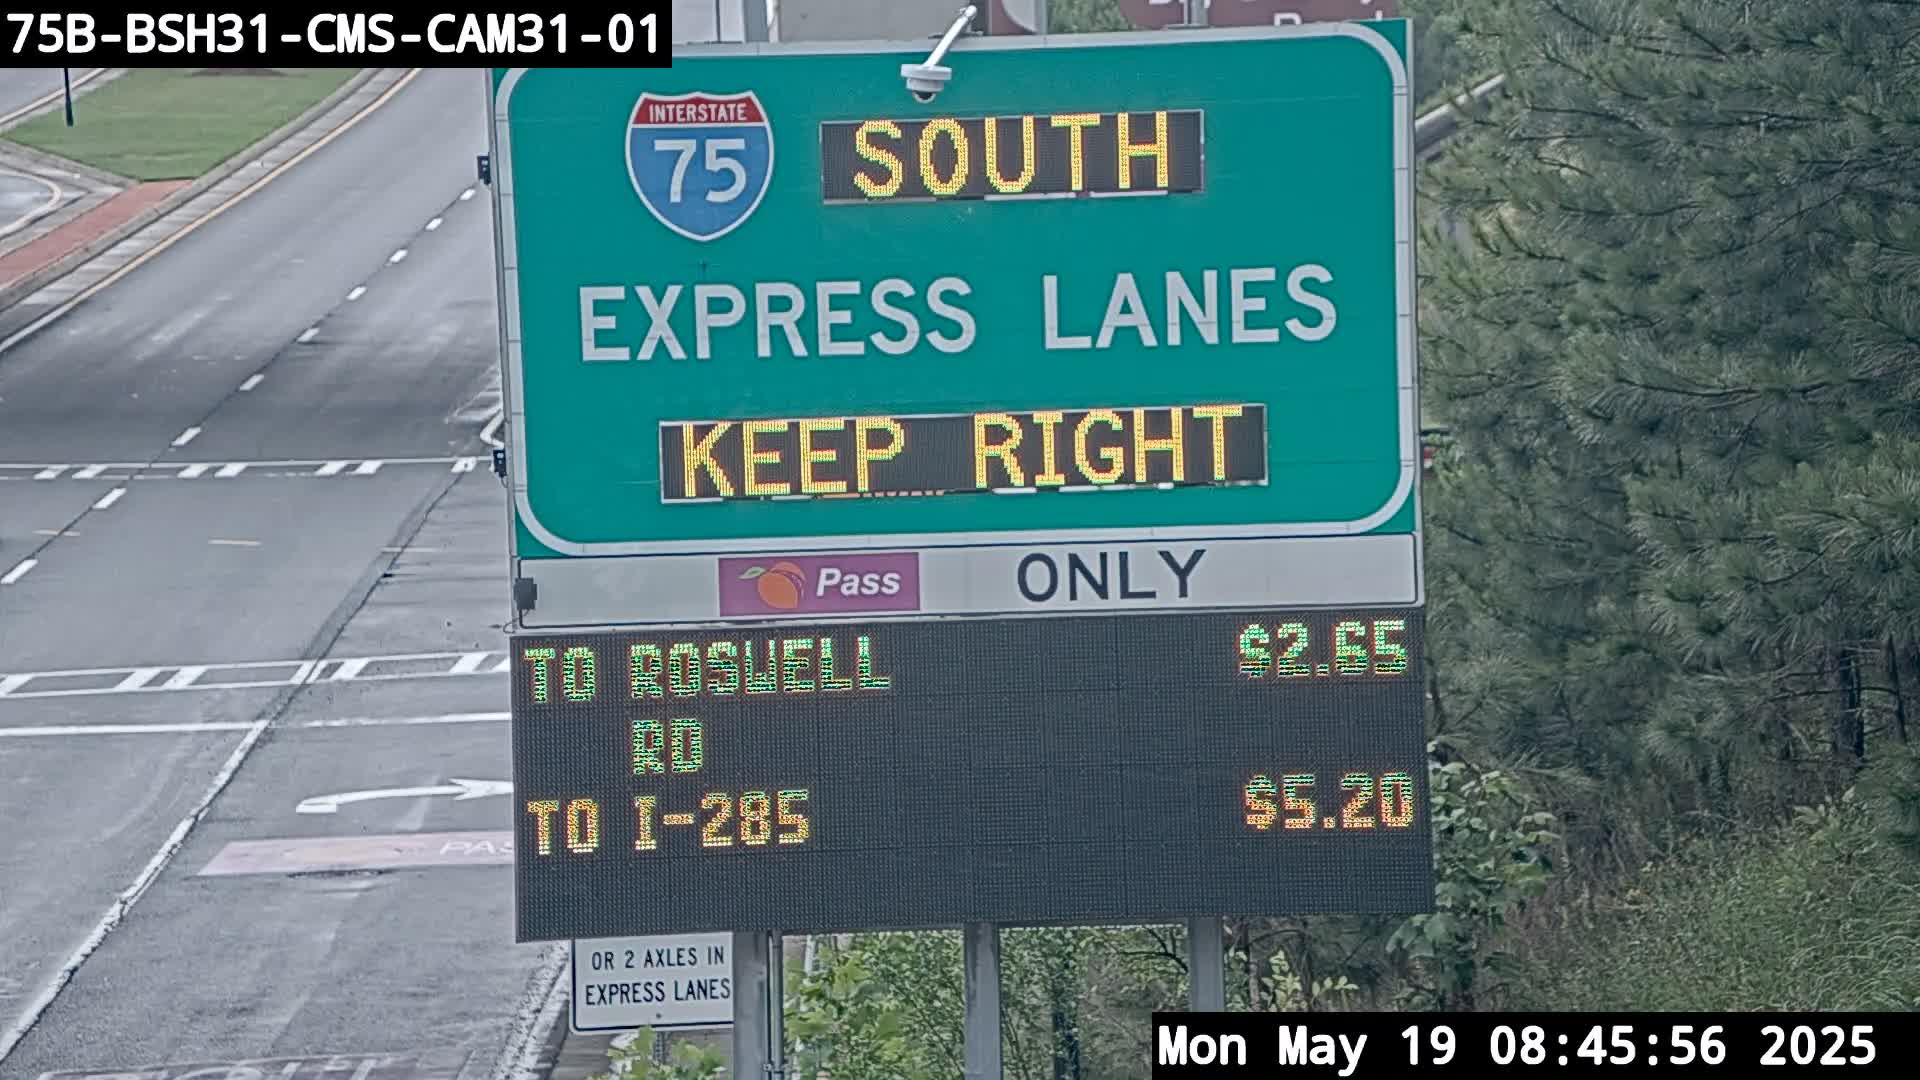 75B-BSH31-CMS-CAM31-01
INTERSTATE
75
SOUTH
EXPRESS LANES
KEEP RIGHT
Pass ONLY
TO ROSWELL $2.65
RD
TO I-285 $5.20
OR 2 AXLES IN
EXPRESS LANES
Mon May 19 08:45:56 2025